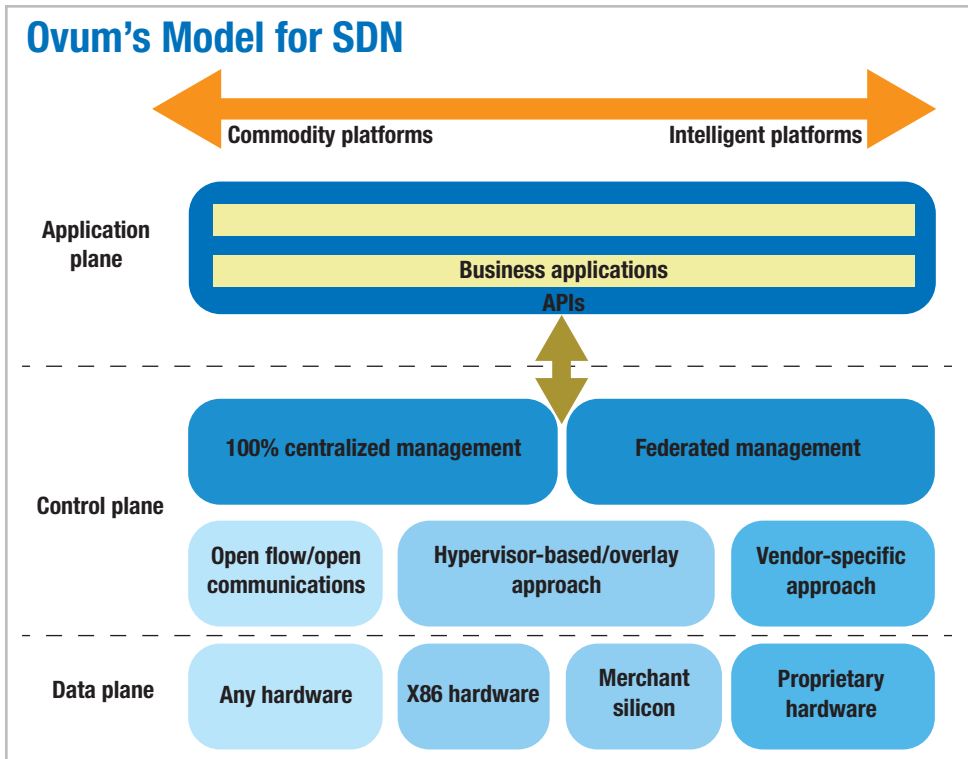 Ovum's Model for SDN
Commodity platforms
Intelligent platforms
Application
plane
Business applications
APIs
100% centralized management
Federated management
Control plane
Open flow/open
communications
Hypervisor-based/overlay
approach
Vendor-specific
approach
Data plane
Any hardware
X86 hardware
Merchant
silicon
Proprietary
hardware